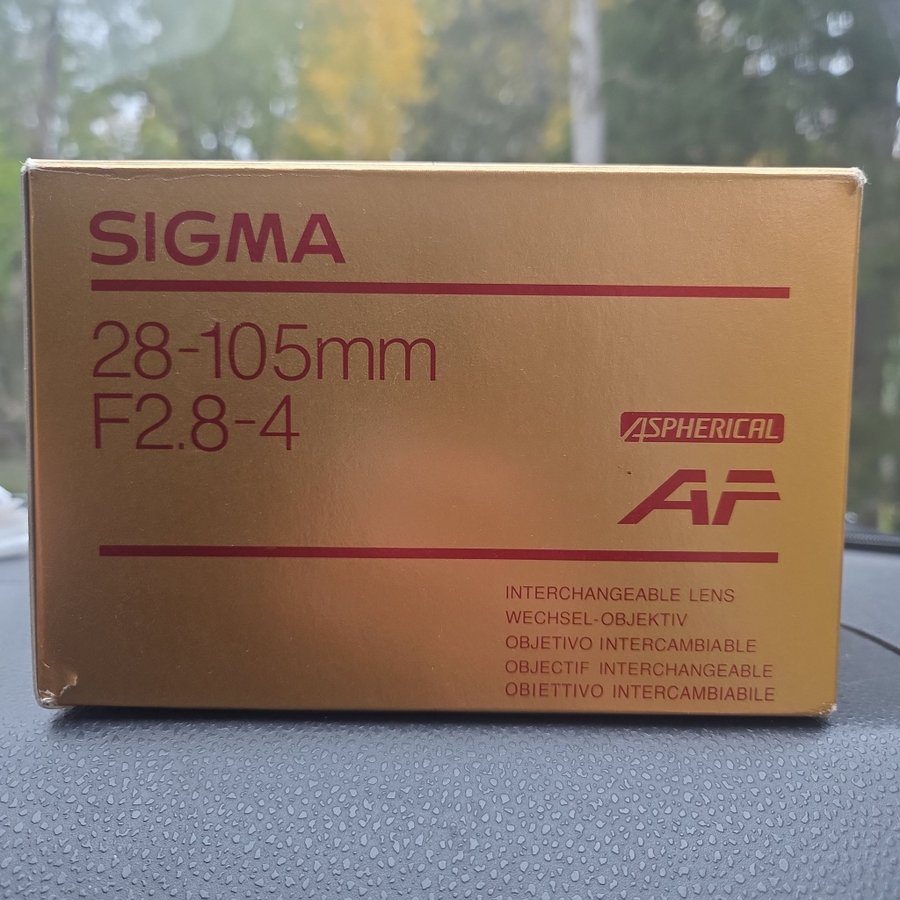 SIGMA
28-105mm
F2.8-4
ASPHERICAL
AF
INTERCHANGEABLE LENS
WECHSEL-OBJEKTIV
OBJETIVO INTERCAMBIABLE
OBJECTIF INTERCHANGEABLE
OBIETTIVO INTERCAMBIABILE